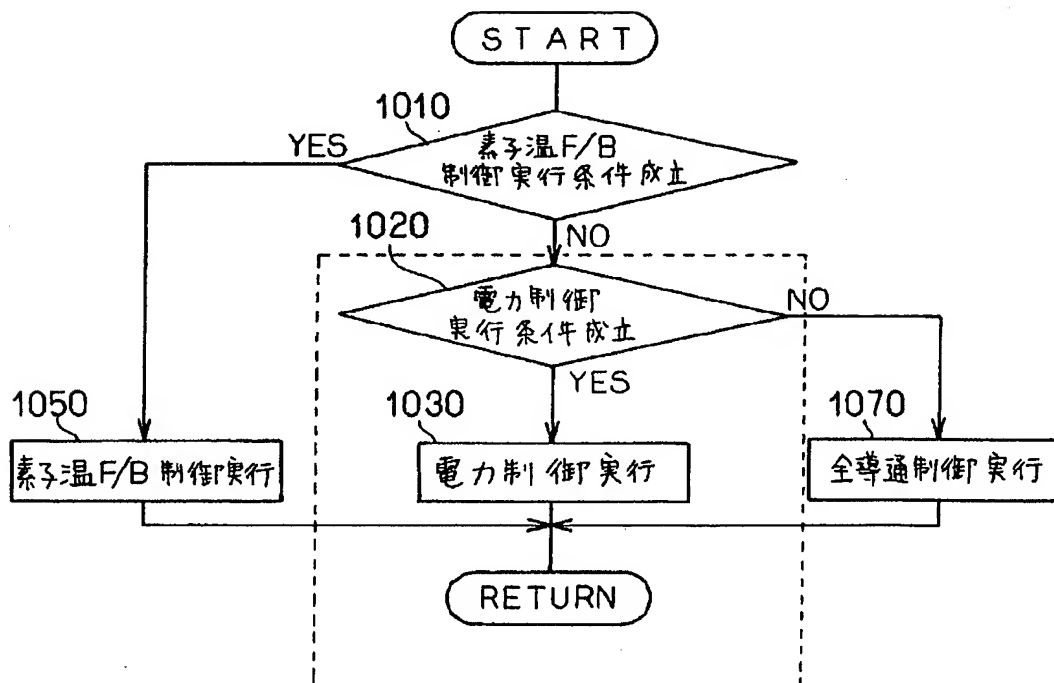 START
1010
YES
素子温F/B
制御実行条件成立
NO
1020
電力制御
実行条件成立
NO
YES
1050
1030
1070
素子温F/B制御実行
電力制御実行
全導通制御実行
RETURN